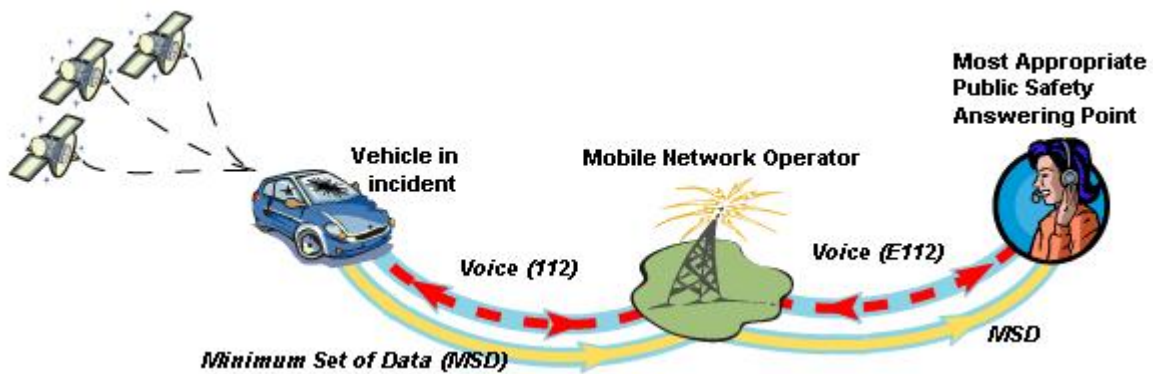 Most Appropriate
Public Safety
Answering Point
Vehicle in
incident
Mobile Network Operator
Voice (112)
Voice (E112)
Minimum Set of Data (MSD)
MSD